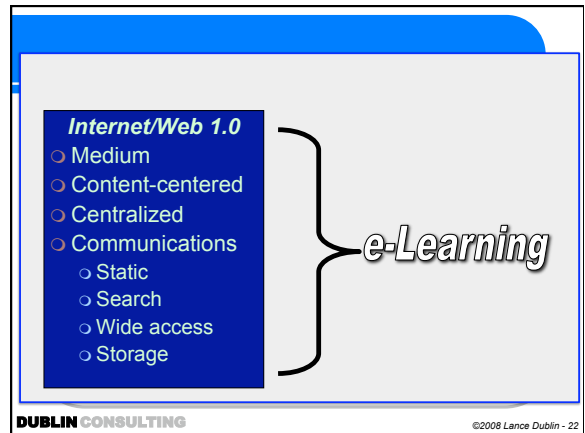 Internet/Web 1.0
Medium
Content-centered
Centralized
Communications
Static
Search
Wide access
Storage
e-Learning
DUBLIN CONSULTING
©2008 Lance Dublin - 22